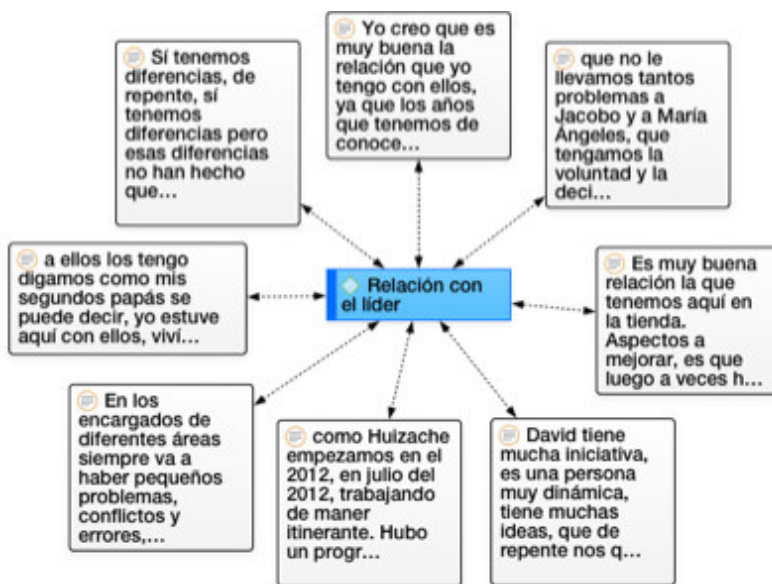 Sí tenemos
diferencias, de
repente, sí
tenemos
diferencias pero
esas diferencias
no han hecho
que…
Yo creo que es
muy buena la
relación que yo
tengo con ellos,
ya que los años
que tenemos de
conoce…
que no le
llevamos tantos
problemas a
Jacobo y a María
Ángeles, que
tengamos la
voluntad y la
deci…
a ellos los tengo
digamos como mis
segundos papás se
puede decir, yo estuve
aquí con ellos, viví…
Relación con
el líder
Es muy buena
relación la que
tenemos aquí en
la tienda.
Aspectos a
mejorar, es que
luego a veces h…
En los
encargados de
diferentes áreas
siempre va a
haber pequeños
problemas,
conflictos y
errores,…
como Huizache
empezamos en el
2012, en julio del
2012, trabajando
de maner
itinerante. Hubo
un progr…
David tiene
mucha iniciativa,
es una persona
muy dinámica,
tiene muchas
ideas, que de
repente nos q…